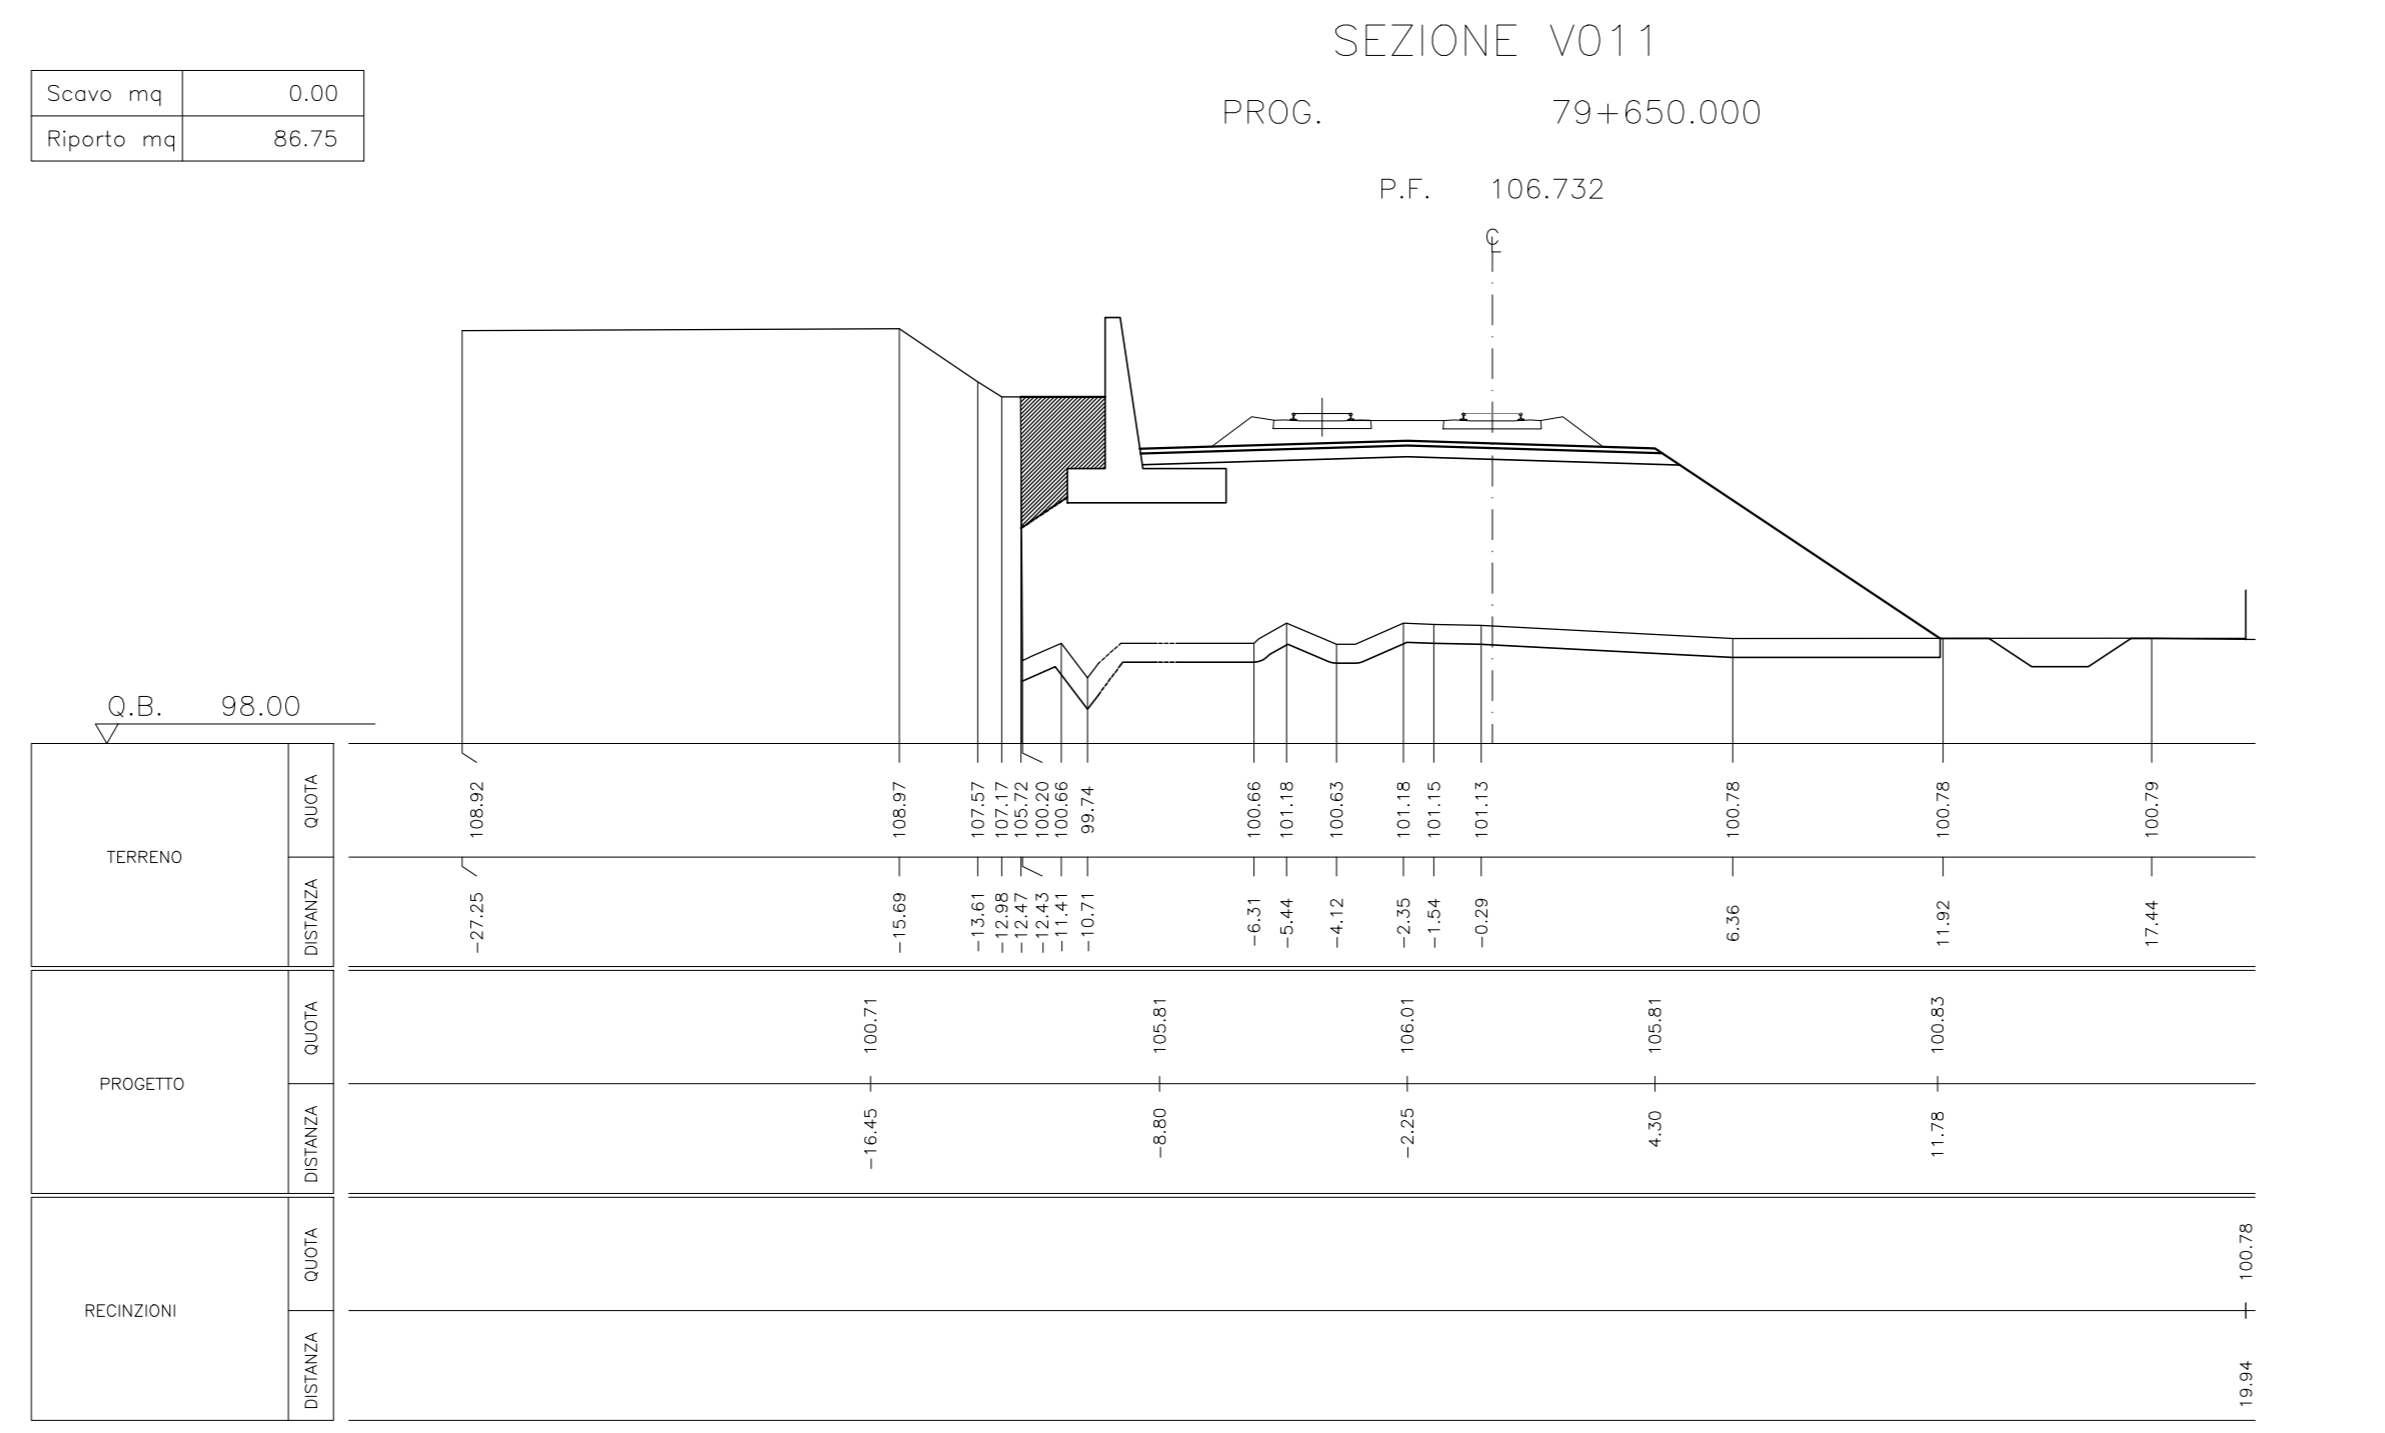 SEZIONE V011
Scavo mq 0.00
Riporto mq 86.75
PROG. 79+650.000
P.F. 106.732
Q.B. 98.00
TERRENO
QUOTA
108.92 108.97 107.57 107.17 105.72 100.20 100.66 99.74 100.66 101.18 100.63 101.18 101.15 101.13 100.78 100.78 100.79
DISTANZA
-27.25 -15.69 -13.61 -12.98 -12.47 -12.43 -11.41 -10.71 -6.31 -5.44 -4.12 -2.35 -1.54 -0.29 6.36 11.92 17.44
PROGETTO
QUOTA
100.71 105.81 106.01 105.81 100.83
DISTANZA
-16.45 -8.80 -2.25 4.30 11.78
RECINZIONI
QUOTA
100.78
DISTANZA
19.94